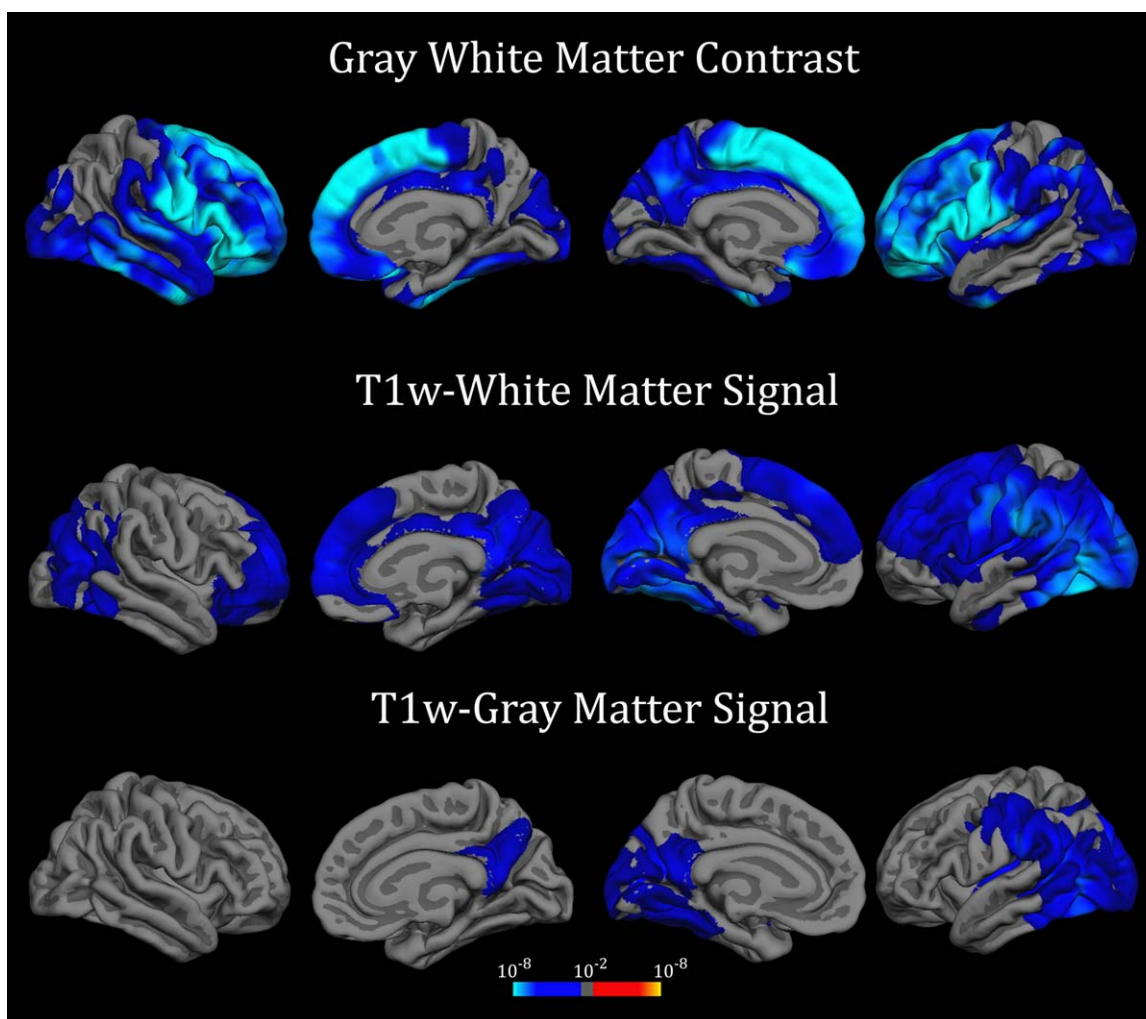 Gray White Matter Contrast
T1w-White Matter Signal
T1w-Gray Matter Signal
10-8 10-2 10-8